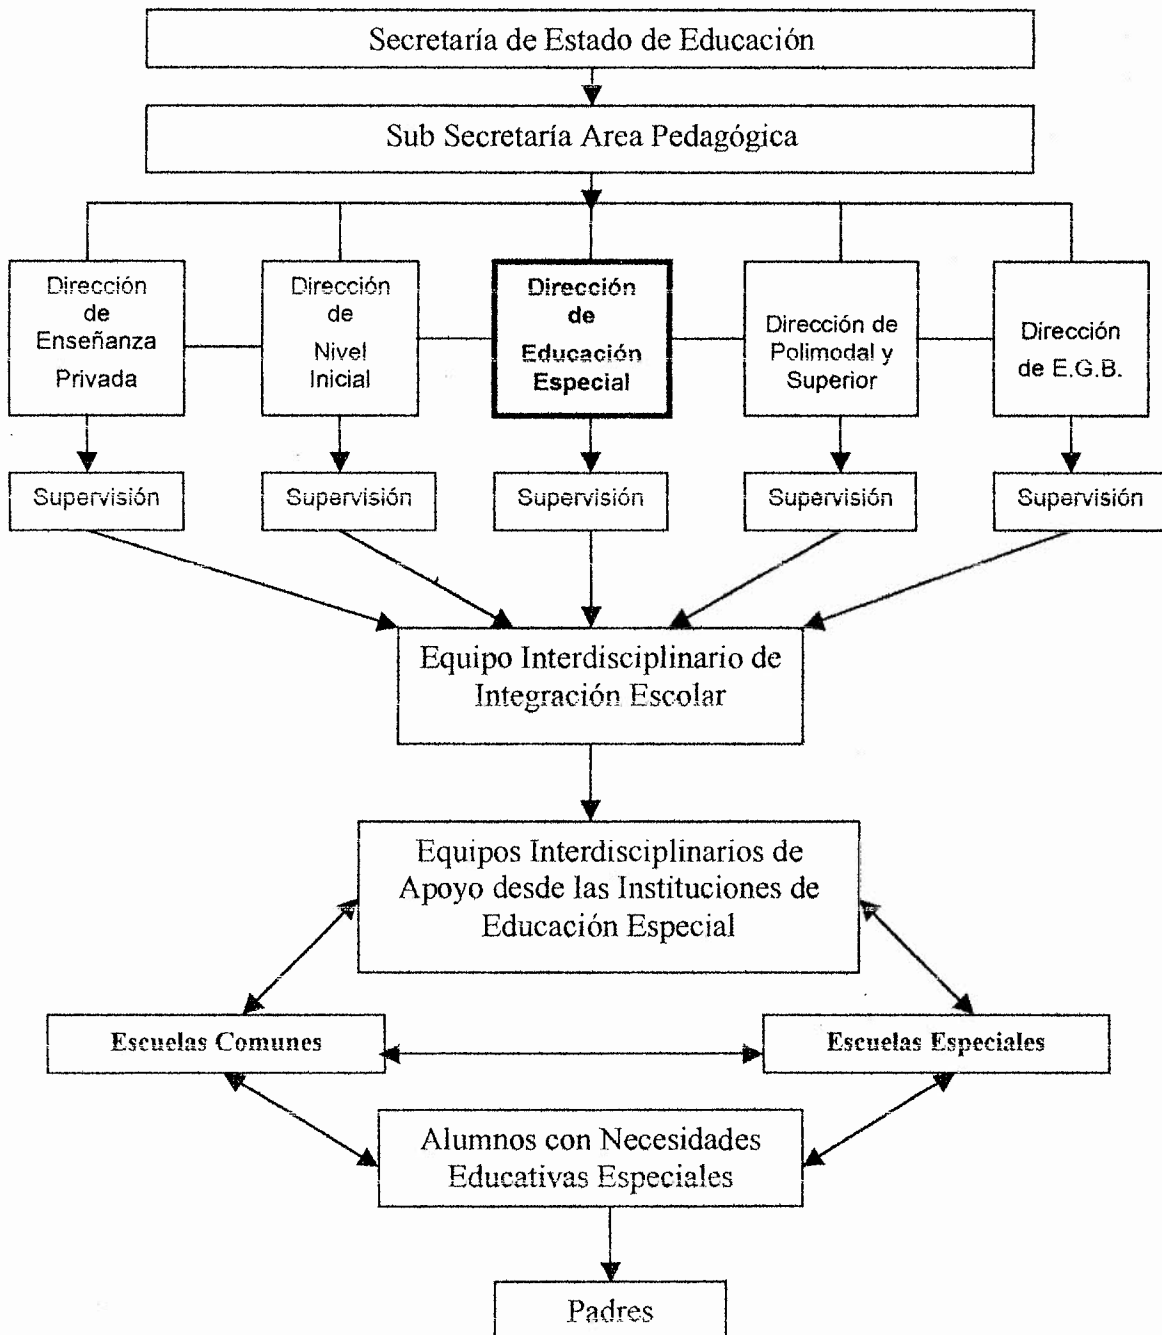 Secretaría de Estado de Educación
Sub Secretaría Area Pedagógica
Dirección
de
Enseñanza
Privada
Dirección
de
Nivel
Inicial
Dirección
de
Educación
Especial
Dirección de
Polimodal y
Superior
Dirección
de E.G.B.
Supervisión
Supervisión
Supervisión
Supervisión
Supervisión
Equipo Interdisciplinario de
Integración Escolar
Equipos Interdisciplinarios de
Apoyo desde las Instituciones de
Educación Especial
Escuelas Comunes
Escuelas Especiales
Alumnos con Necesidades
Educativas Especiales
Padres